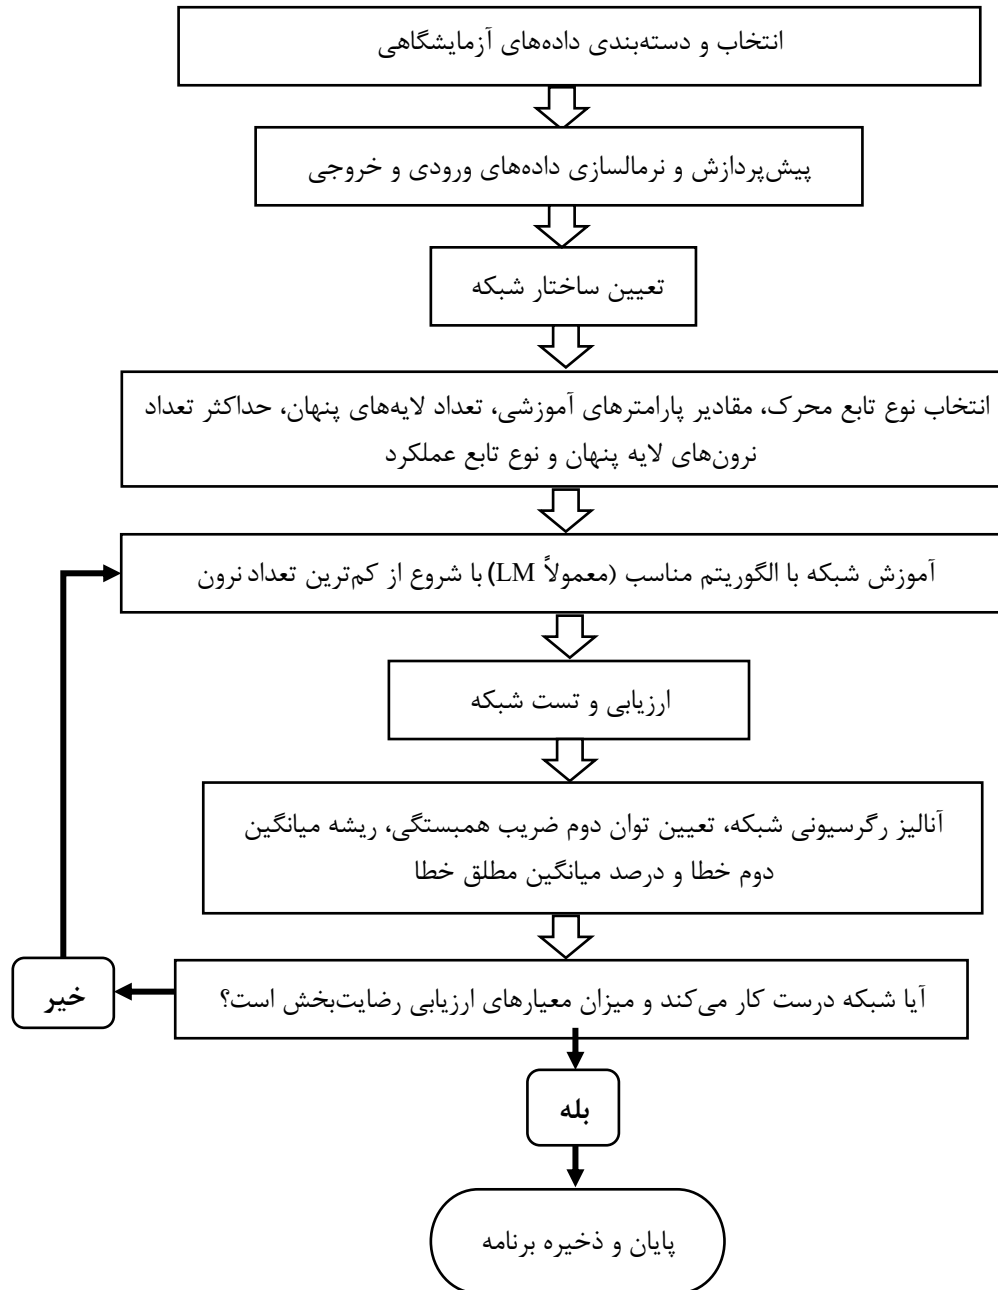 انتخاب و دسته‌بندی داده‌های آزمایشگاهی
پیش‌پردازش و نرمالسازی داده‌های ورودی و خروجی
تعیین ساختار شبکه
انتخاب نوع تابع محرک، مقادیر پارامترهای آموزشی، تعداد لایه‌های پنهان، حداکثر تعداد
نرون‌های لایه پنهان و نوع تابع عملکرد
آموزش شبکه با الگوریتم مناسب (معمولاً LM) با شروع از کم‌ترین تعداد نرون
ارزیابی و تست شبکه
آنالیز رگرسیونی شبکه، تعیین توان دوم ضریب همبستگی، ریشه میانگین
دوم خطا و درصد میانگین مطلق خطا
آیا شبکه درست کار می‌کند و میزان معیارهای ارزیابی رضایت‌بخش است؟
خیر
بله
پایان و ذخیره برنامه